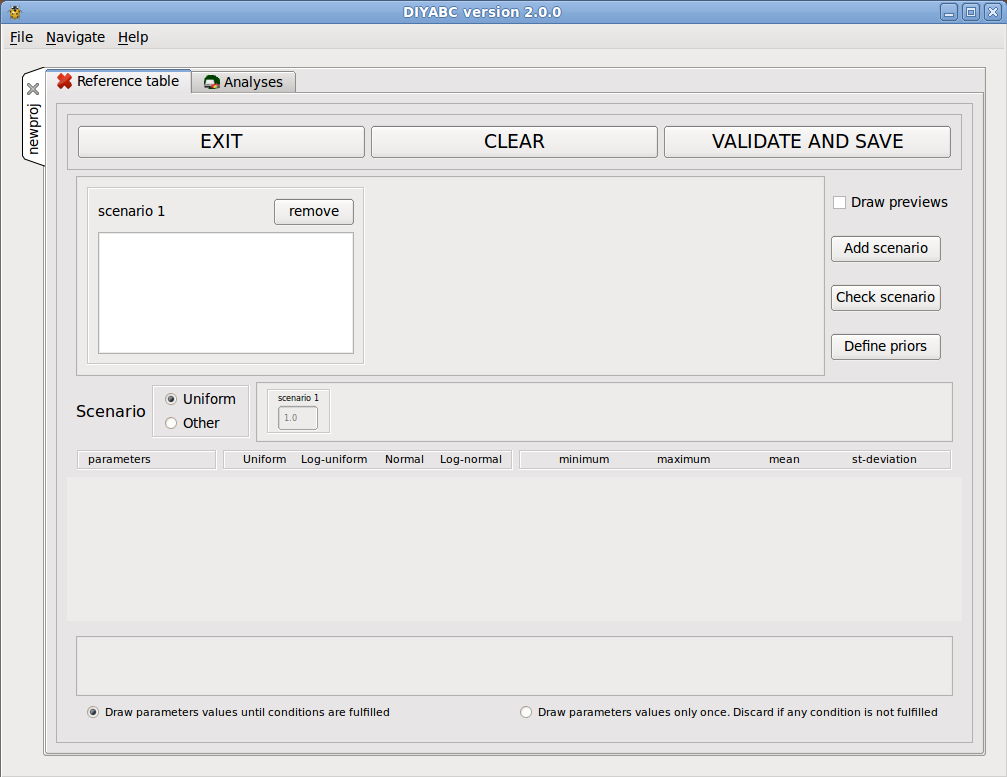 DIYABC version 2.0.0
File Navigate Help
newproj
Reference table Analyses
EXIT CLEAR VALIDATE AND SAVE
scenario 1 remove
Draw previews
Add scenario
Check scenario
Define priors
Scenario
Uniform
Other
scenario 1
1.0
parameters Uniform Log-uniform Normal Log-normal minimum maximum mean st-deviation
Draw parameters values until conditions are fulfilled Draw parameters values only once. Discard if any condition is not fulfilled